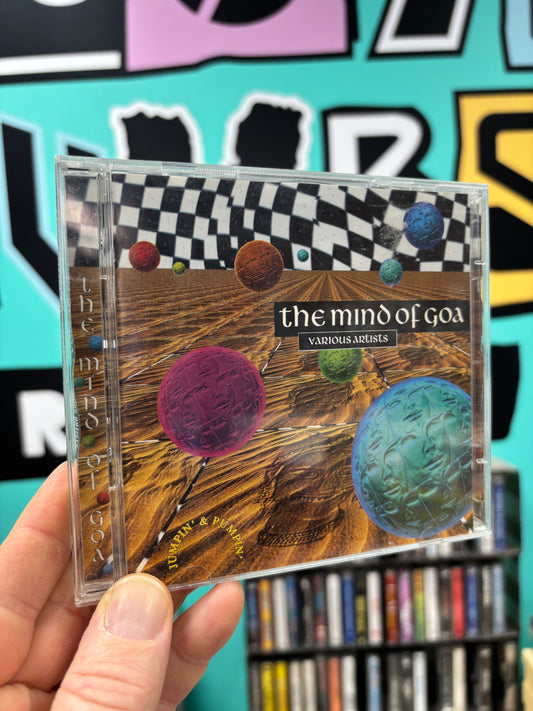 the mind of goa
VARIOUS ARTISTS
the mind of goa
JUMPIN' & PUMPIN'